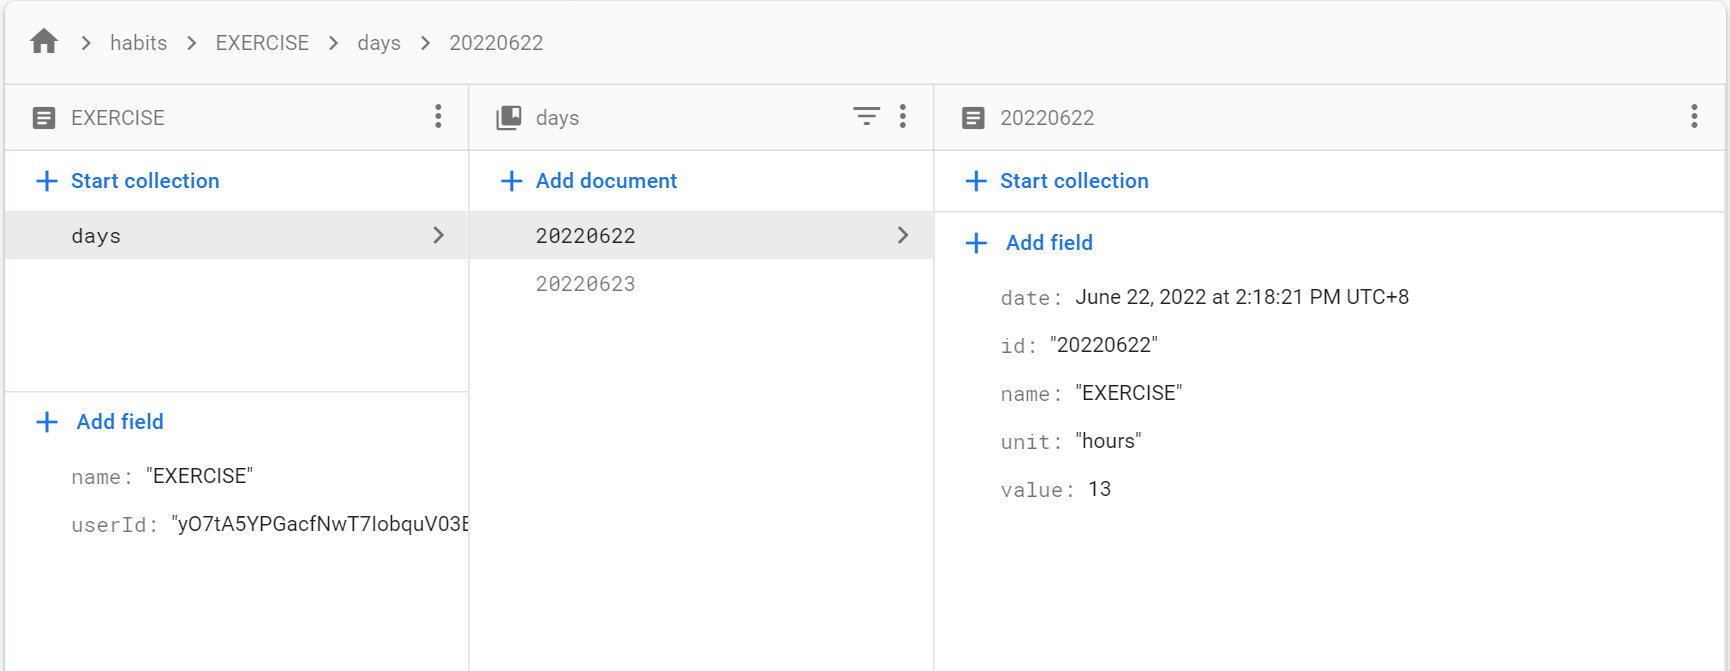 habits > EXERCISE > days > 20220622
EXERCISE
Start collection
days
Add field
name: "EXERCISE"
userId: "yO7tA5YPGacfNwT7IobquV03E
days
Add document
20220622
20220623
20220622
Start collection
Add field
date: June 22, 2022 at 2:18:21 PM UTC+8
id: "20220622"
name: "EXERCISE"
unit: "hours"
value: 13